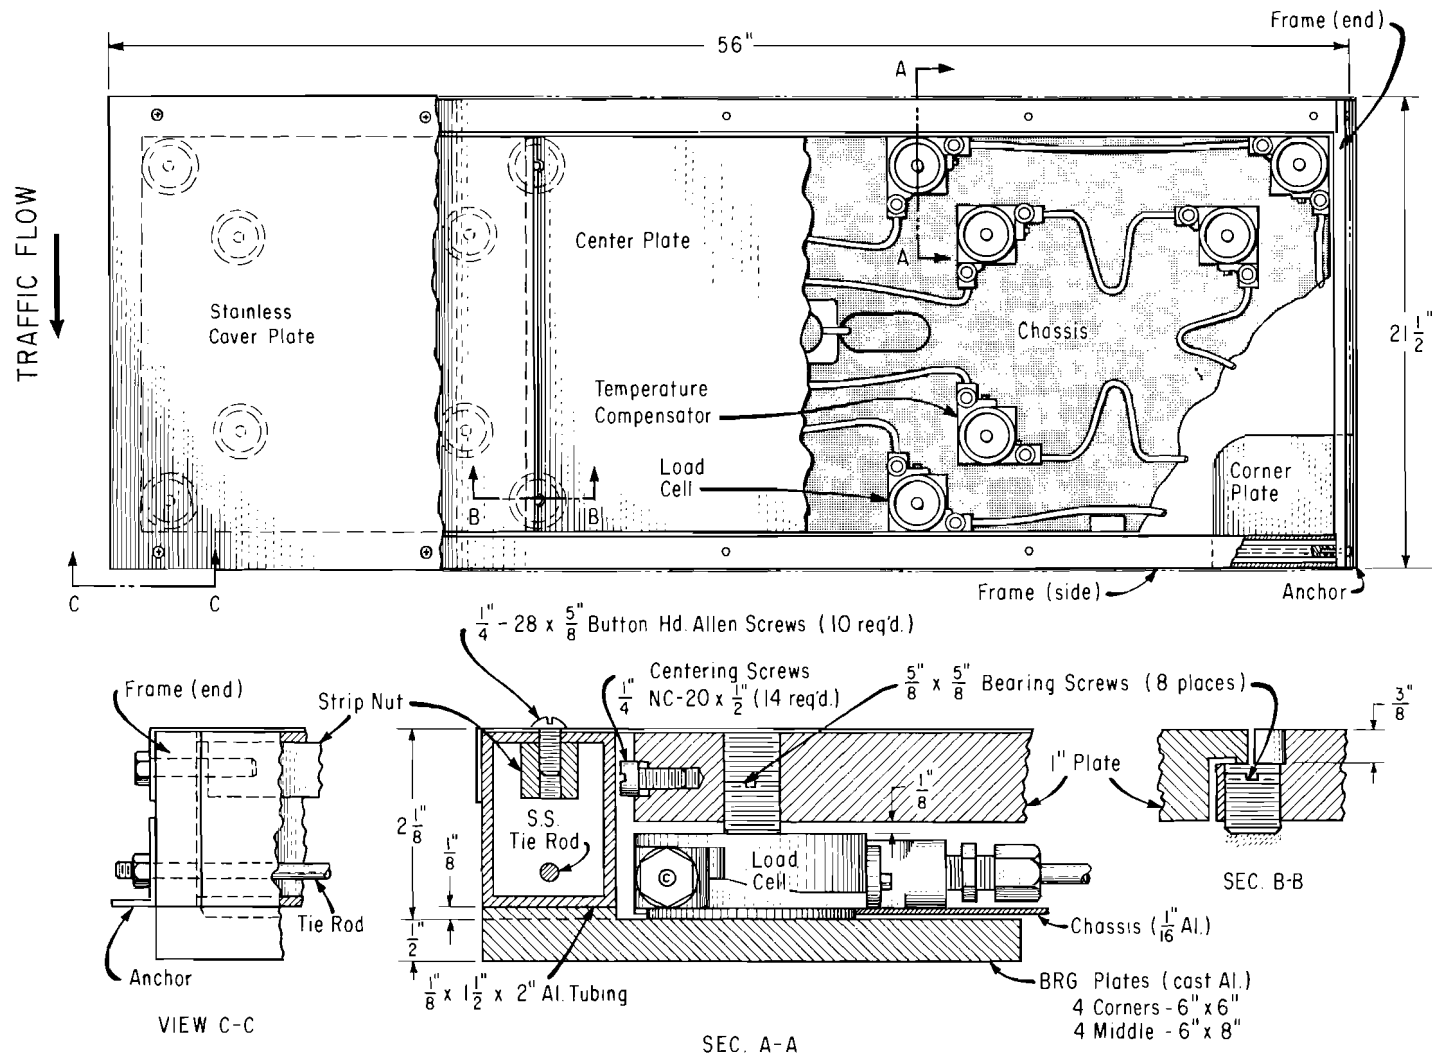 Frame (end)
56"
A
A
TRAFFIC FLOW
Stainless
Cover Plate
Center Plate
Chassis
21 1/2"
Temperature
Compensator
Load
Cell
Corner
Plate
B
B
C
C
Frame (side)
Anchor
1/4" - 28 x 5/8" Button Hd. Allen Screws (10 req'd.)
Centering Screws
1/4 NC-20 x 1/2" (14 req'd.)
5/8" x 5/8" Bearing Screws (8 places)
3/8"
Frame (end)
Strip Nut
1" Plate
1/8"
2 1/8"
S.S.
Tie Rod
1/8"
Load
Cell
C
SEC. B-B
Tie Rod
Anchor
1/2"
Chassis (1/16" Al.)
1/8 x 1 1/2" x 2" Al. Tubing
BRG Plates (cast Al.)
4 Corners - 6" x 6"
4 Middle - 6" x 8"
VIEW C-C
SEC. A-A